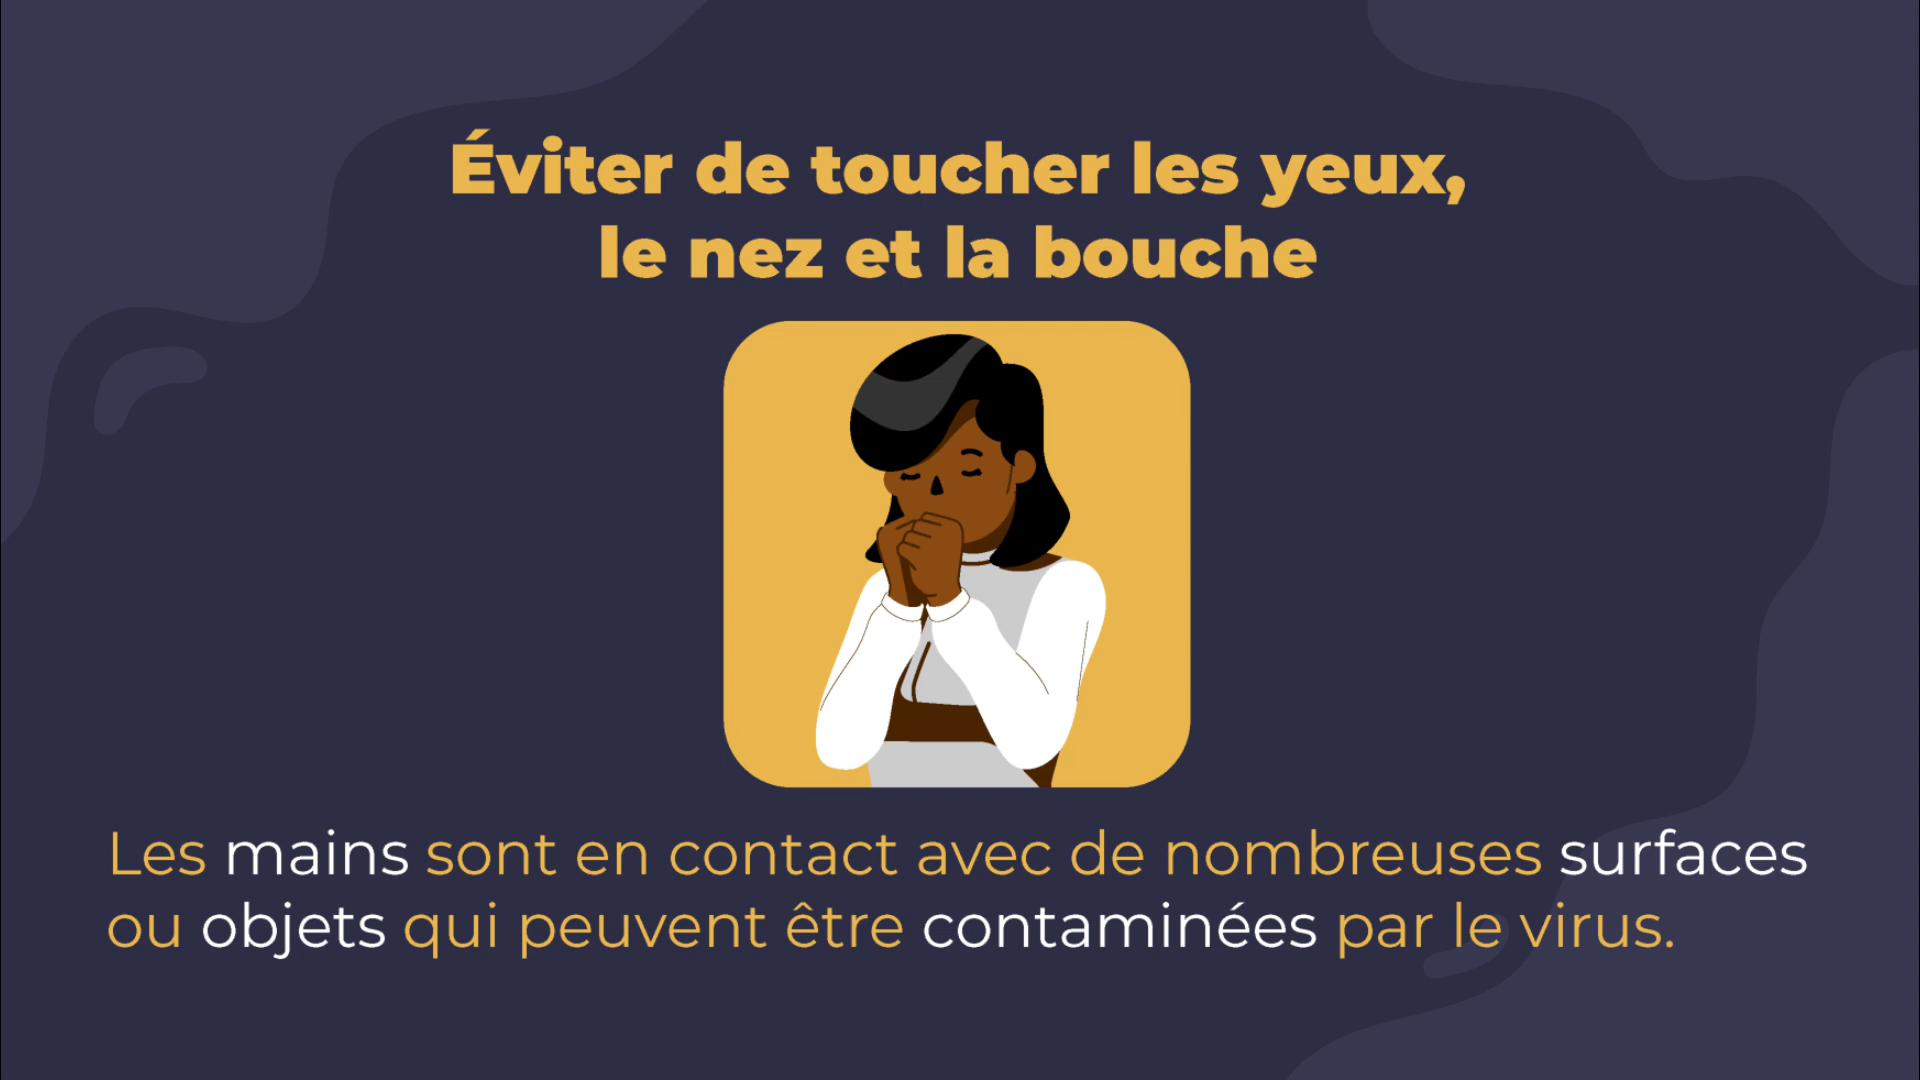 Éviter de toucher les yeux,
le nez et la bouche
Les mains sont en contact avec de nombreuses surfaces
ou objets qui peuvent être contaminées par le virus.